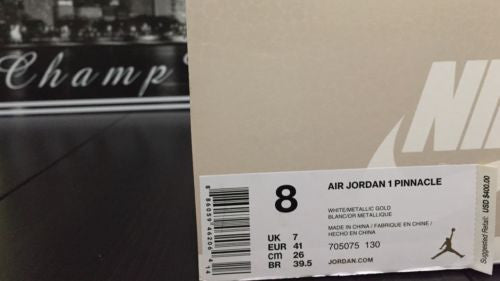 Champ
NIK
8
AIR JORDAN 1 PINNACLE
WHITE/METALLIC GOLD
BLANC/OR METALLIQUE
MADE IN CHINA / FABRIQUE EN CHINE /
HECHO EN CHINA
UK 7
EUR 41
CM 26
BR 39.5
705075 130
JORDAN.COM
Suggested Retail: USD $400.00